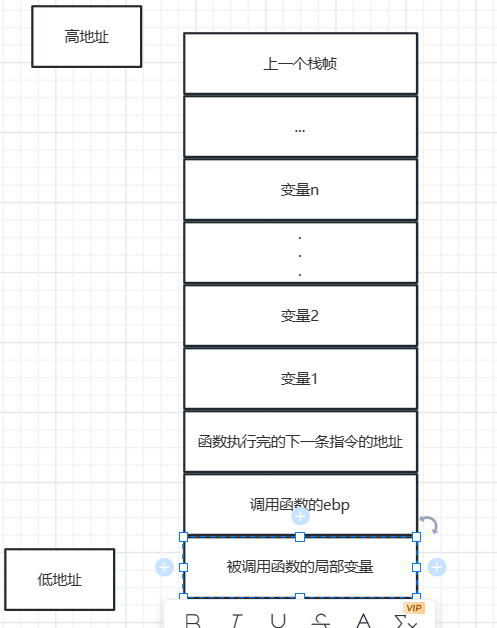 高地址
上一个栈帧
...
变量n
.
.
.
变量2
变量1
函数执行完的下一条指令的地址
调用函数的ebp
被调用函数的局部变量
低地址
VIP
B I U S A Σx